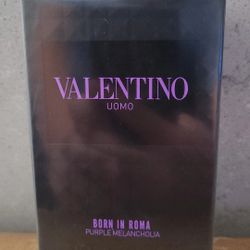 VALENTINO
UOMO
BORN IN ROMA
PURPLE MELANCHOLIA